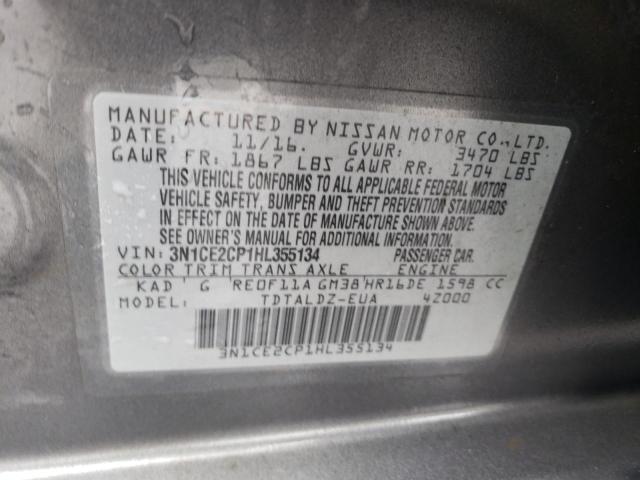 MANUFACTURED BY NISSAN MOTOR CO., LTD.
DATE: 11/16. GVWR: 3470 LBS
GAWR FR: 1867 LBS GAWR RR: 1704 LBS
THIS VEHICLE CONFORMS TO ALL APPLICABLE FEDERAL MOTOR
VEHICLE SAFETY, BUMPER AND THEFT PREVENTION STANDARDS
IN EFFECT ON THE DATE OF MANUFACTURE SHOWN ABOVE.
SEE OWNER'S MANUAL FOR ADDITIONAL INFORMATION.
VIN: 3N1CE2CP1HL355134 PASSENGER CAR.
COLOR TRIM TRANS AXLE ENGINE
KAD G RE0F11A GM38 HR16DE 1598 CC
MODEL: TDTALDZ-EUA 4Z000
3N1CE2CP1HL355134